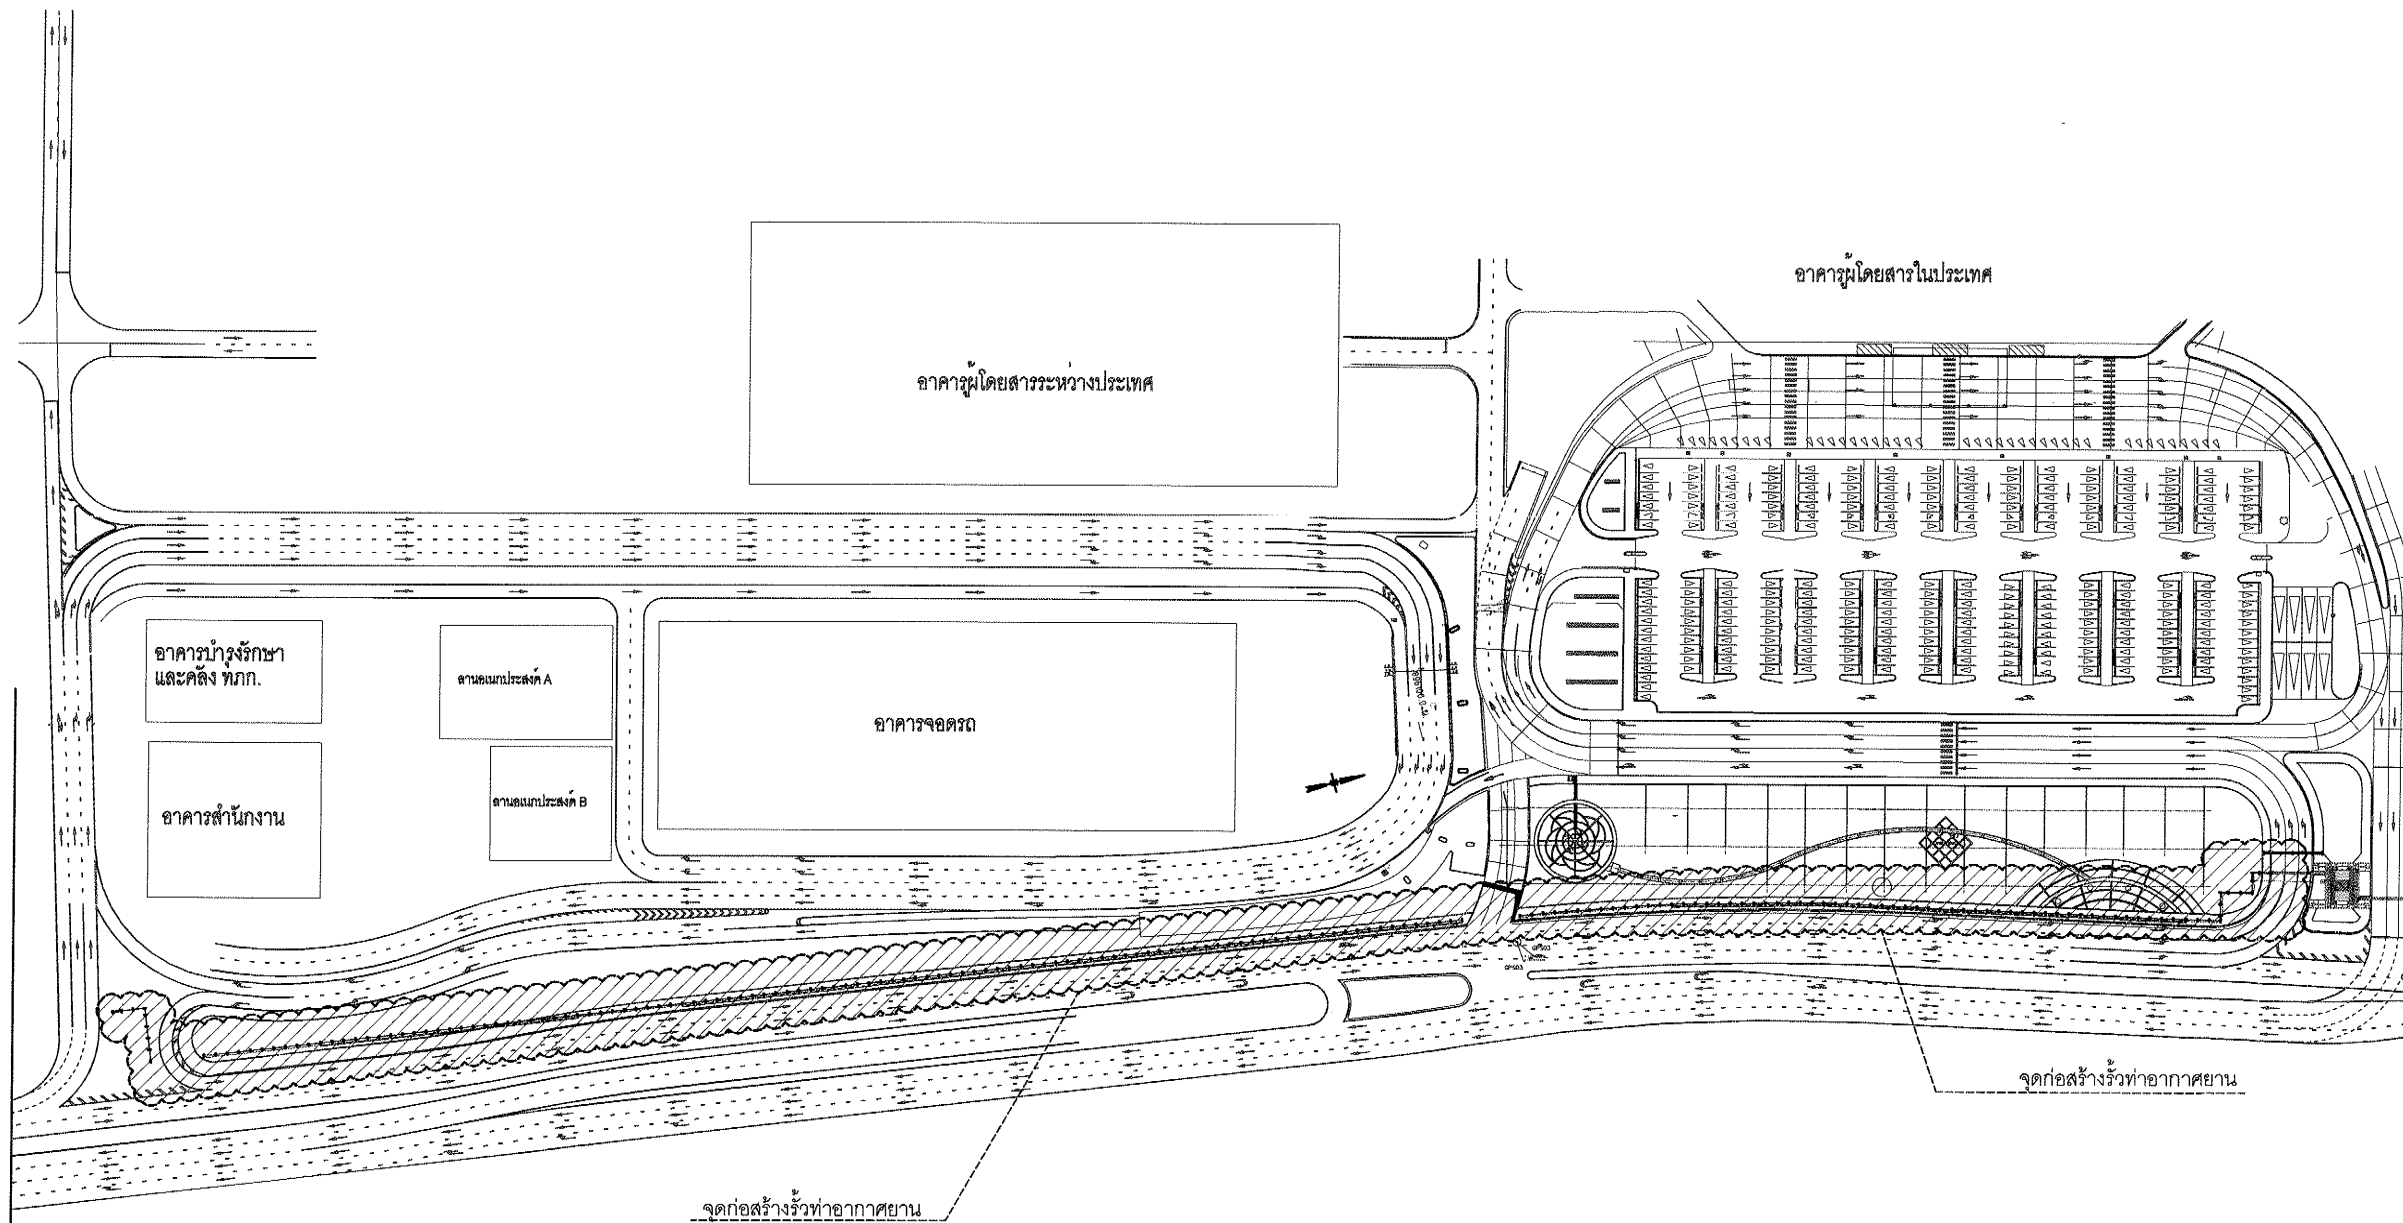 อาคารผู้โดยสารในประเทศ
อาคารผู้โดยสารระหว่างประเทศ
อาคารบำรุงรักษา
และคลัง ทภก.
ลานอเนกประสงค์ A
อาคารจอดรถ
ลานอเนกประสงค์ B
อาคารสำนักงาน
GPS03
GPS03
จุดก่อสร้างรั้วท่าอากาศยาน
จุดก่อสร้างรั้วท่าอากาศยาน